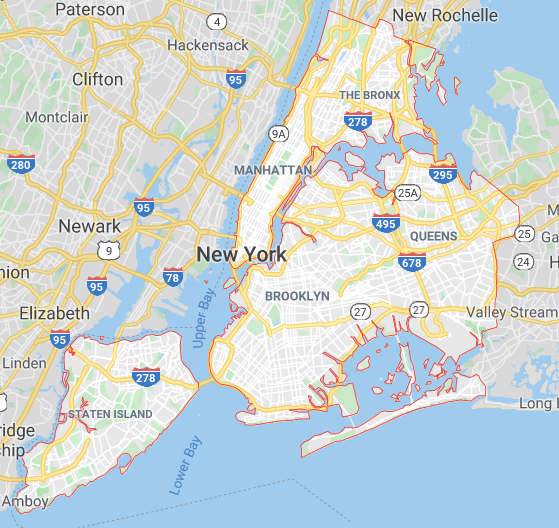 Paterson
New Rochelle
4
Hackensack
Clifton
95
THE BRONX
Montclair
278
9A
280
MANHATTAN
295
25A
95
Newark
495
9
QUEENS
25
New York
678
24
nion
78
95
BROOKLYN
Elizabeth
27
27
Valley Stream
Upper Bay
95
Linden
278
STATEN ISLAND
Long I
ridge
ship
Lower Bay
Amboy